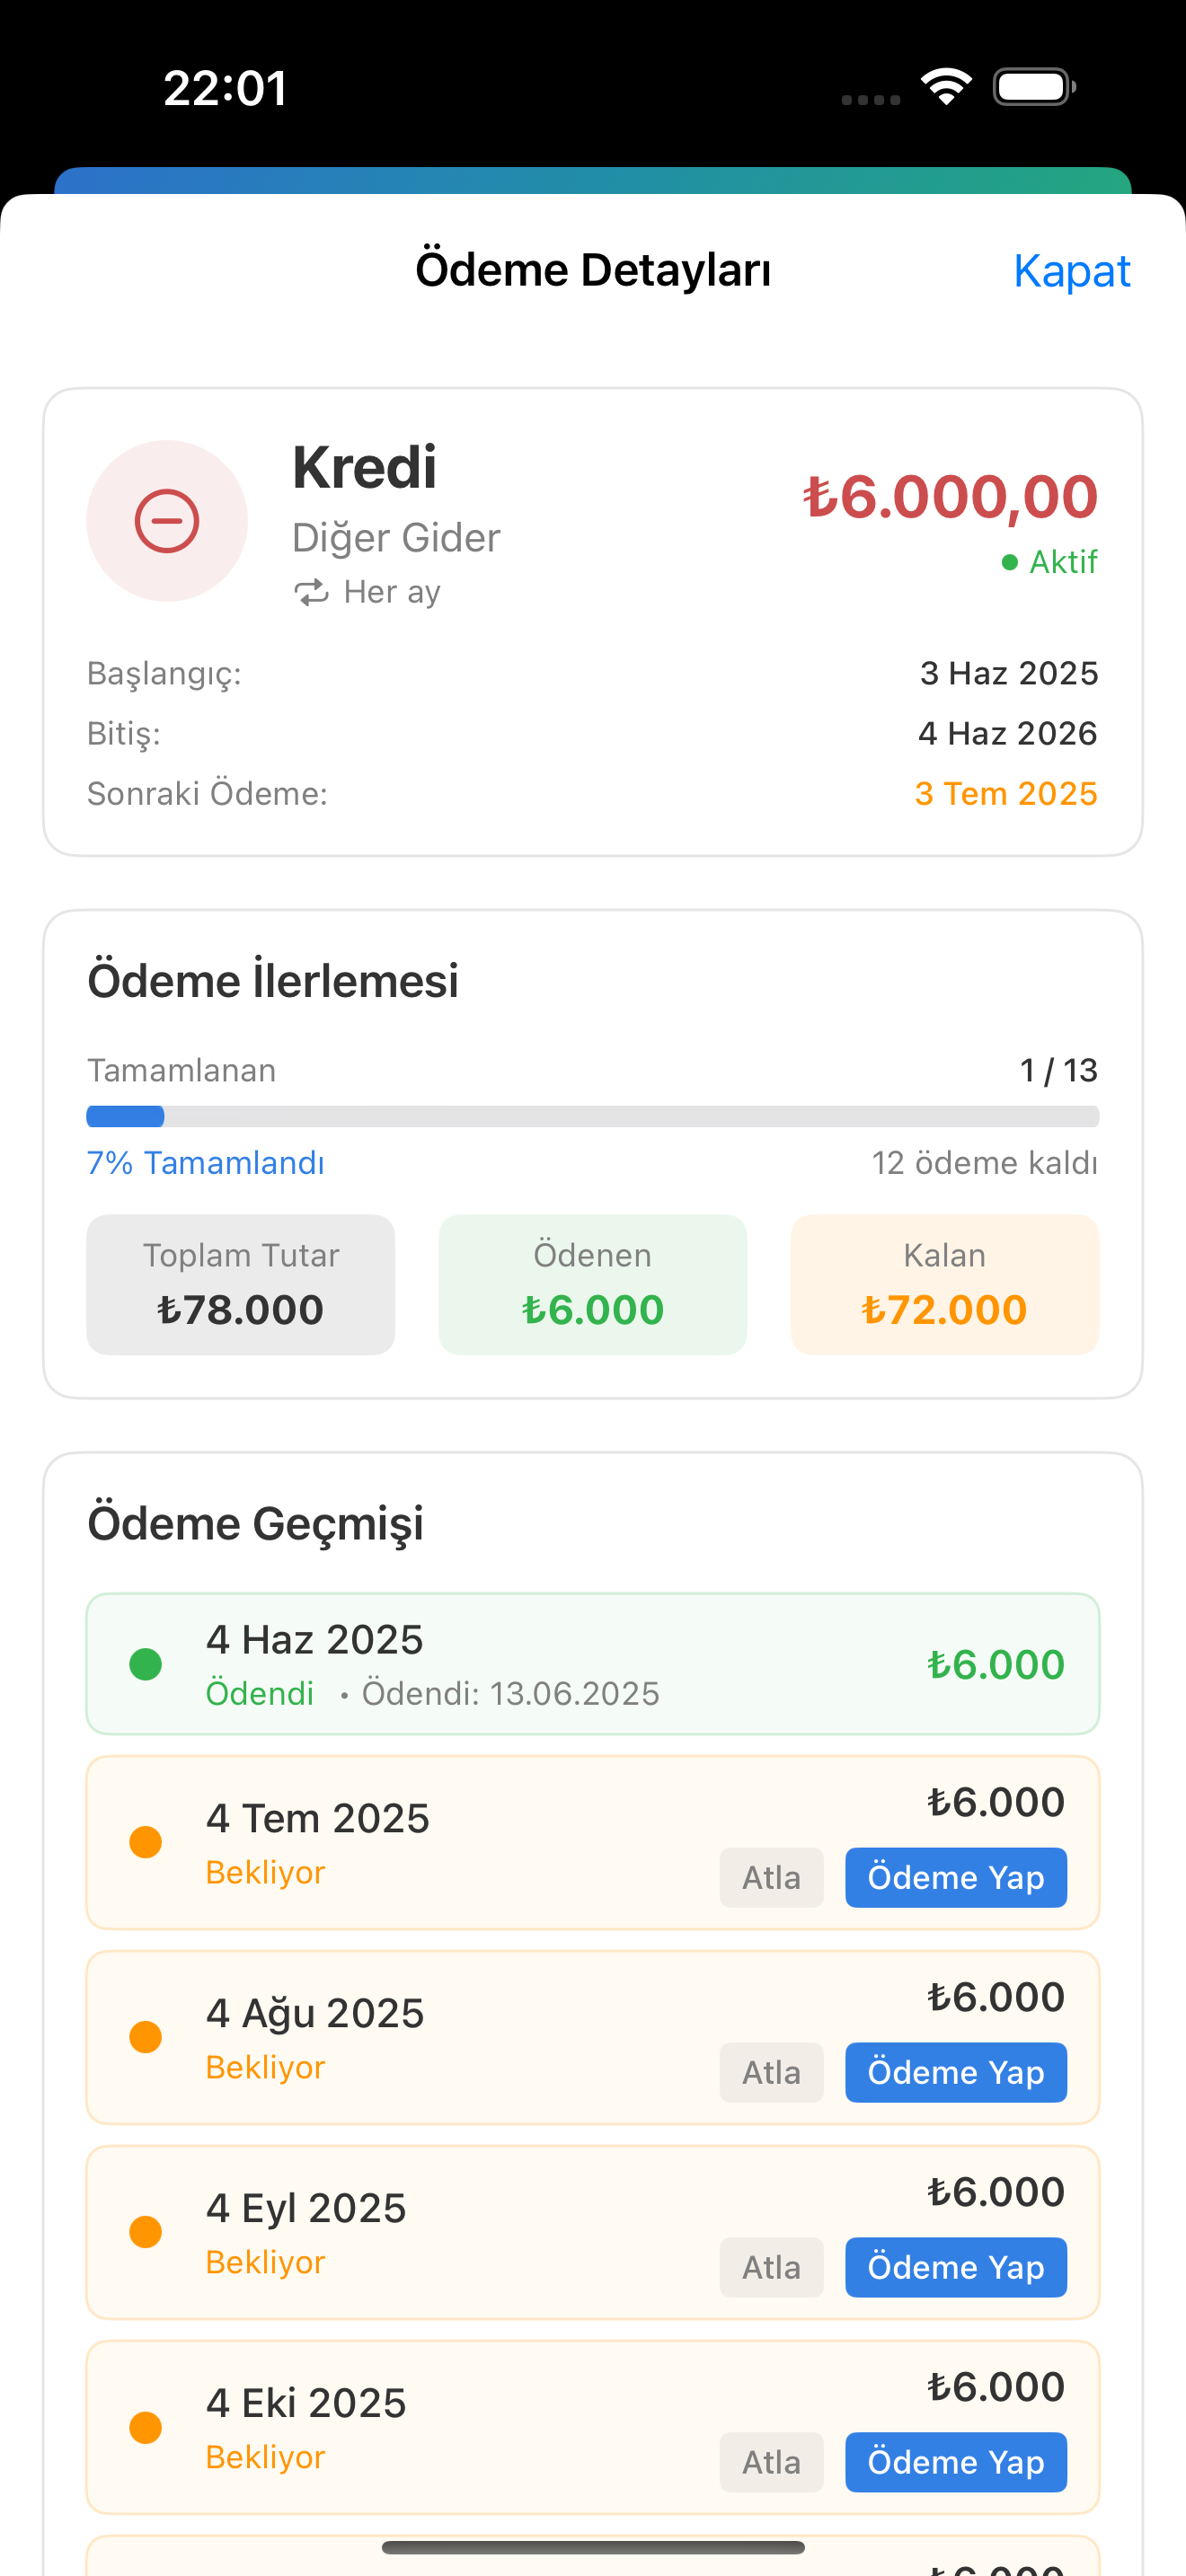 22:01
Ödeme Detayları
Kapat
Kredi
₺6.000,00
Diğer Gider
Aktif
Her ay
Başlangıç:
3 Haz 2025
Bitiş:
4 Haz 2026
Sonraki Ödeme:
3 Tem 2025
Ödeme İlerlemesi
Tamamlanan
1 / 13
7% Tamamlandı
12 ödeme kaldı
Toplam Tutar
₺78.000
Ödenen
₺6.000
Kalan
₺72.000
Ödeme Geçmişi
4 Haz 2025
Ödendi • Ödendi: 13.06.2025
₺6.000
4 Tem 2025
Bekliyor
₺6.000
Atla
Ödeme Yap
4 Ağu 2025
Bekliyor
₺6.000
Atla
Ödeme Yap
4 Eyl 2025
Bekliyor
₺6.000
Atla
Ödeme Yap
4 Eki 2025
Bekliyor
₺6.000
Atla
Ödeme Yap